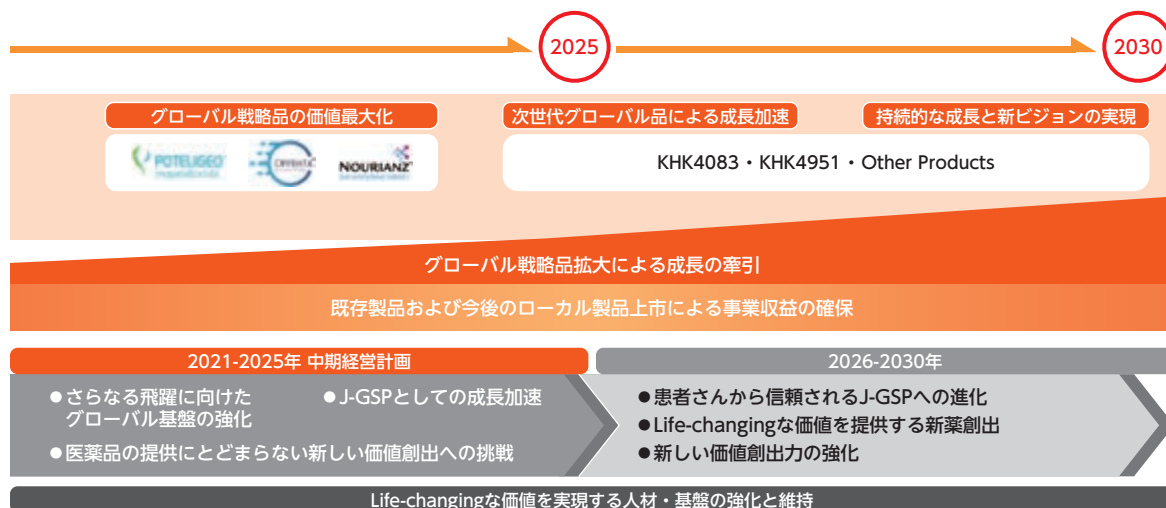 2025
2030
グローバル戦略品の価値最大化
次世代グローバル品による成長加速
持続的な成長と新ビジョンの実現
POTELIGEO
NOURIANZ
KHK4083・KHK4951・Other Products
グローバル戦略品拡大による成長の牽引
既存製品および今後のローカル製品上市による事業収益の確保
2021-2025年 中期経営計画
2026-2030年
●さらなる飛躍に向けた
グローバル基盤の強化
●J-GSPとしての成長加速
●医薬品の提供にとどまらない新しい価値創出への挑戦
●患者さんから信頼されるJ-GSPへの進化
●Life-changingな価値を提供する新薬創出
●新しい価値創出力の強化
Life-changingな価値を実現する人材・基盤の強化と維持